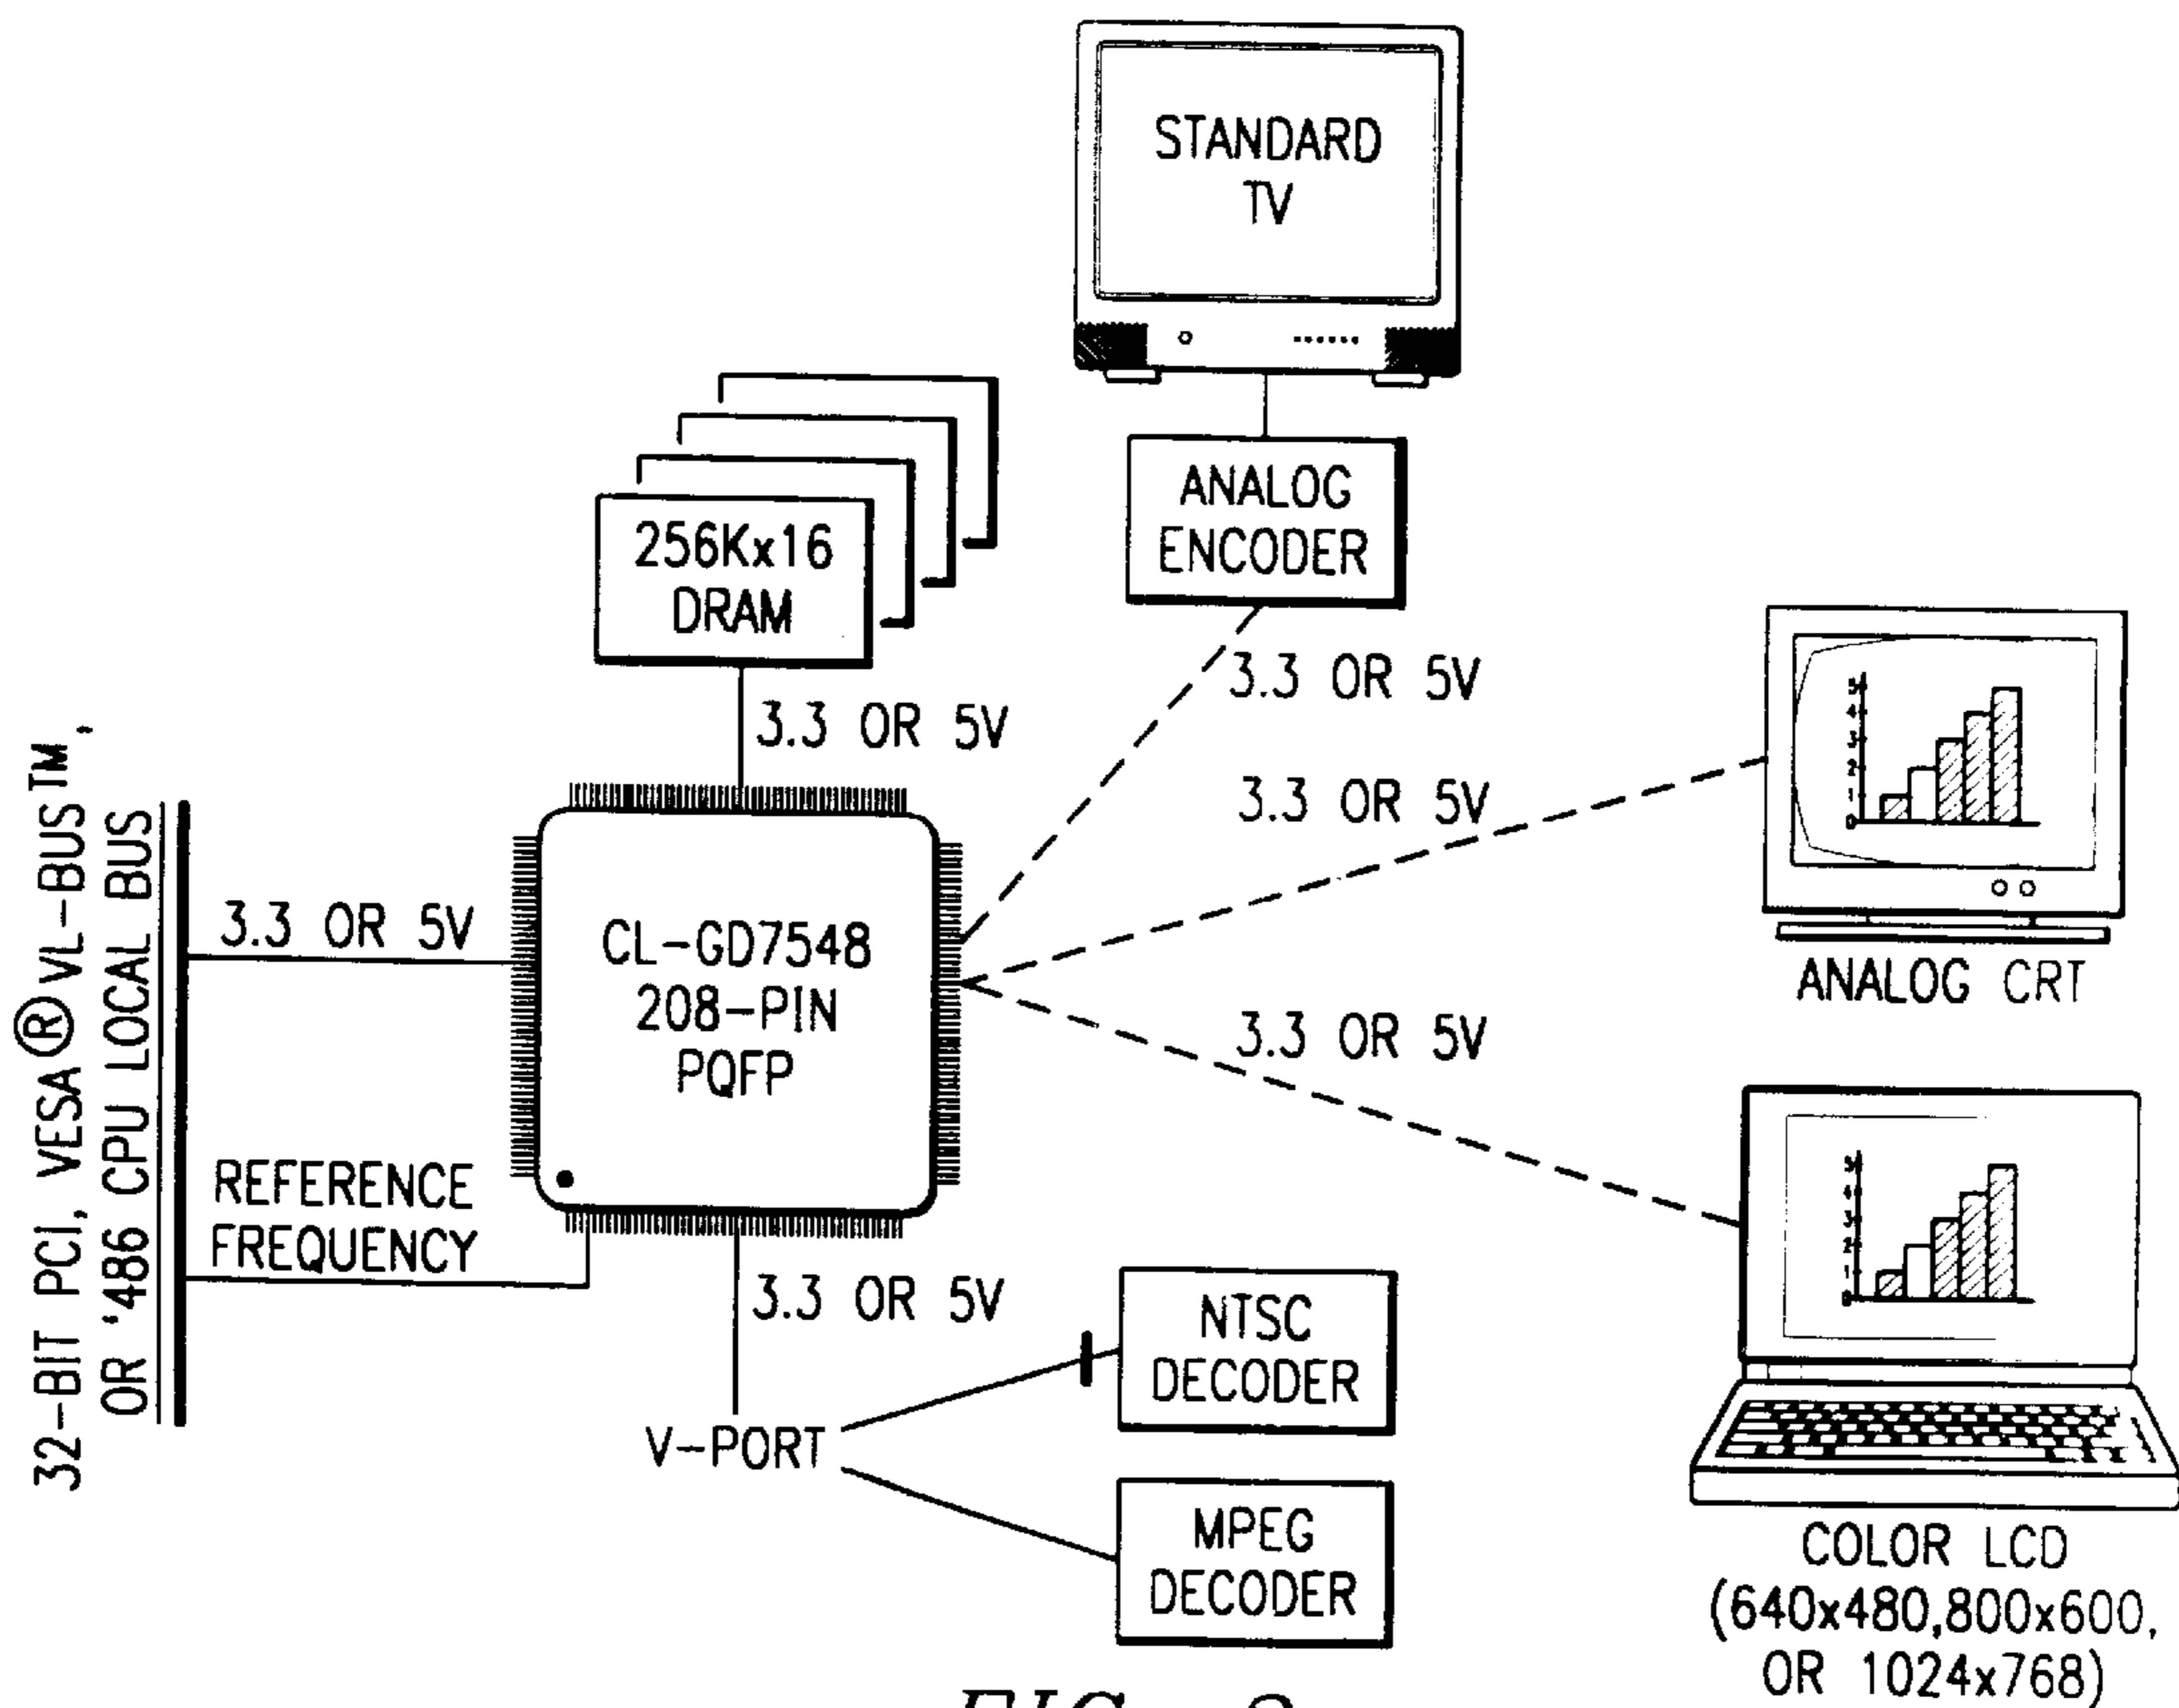 STANDARD
TV
ANALOG
ENCODER
256Kx16
DRAM
3.3 OR 5V
3.3 OR 5V
3.3 OR 5V
ANALOG CRT
32-BIT PCI, VESA® VL-BUS™,
OR '486 CPU LOCAL BUS
3.3 OR 5V
CL-GD7548
208-PIN
PQFP
3.3 OR 5V
REFERENCE
FREQUENCY
3.3 OR 5V
V-PORT
NTSC
DECODER
MPEG
DECODER
COLOR LCD
(640x480,800x600,
OR 1024x768)